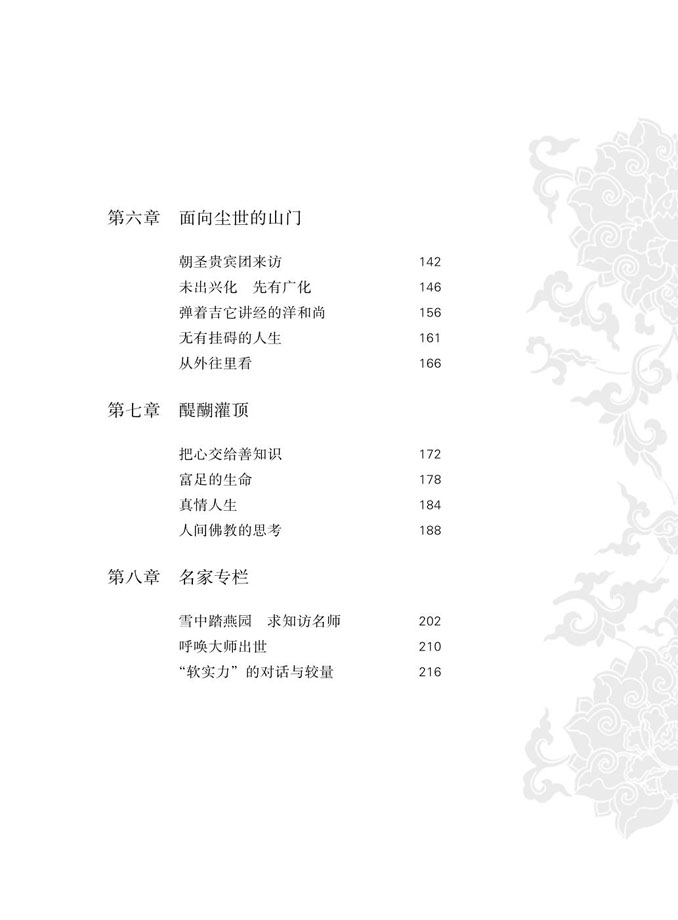 第六章 面向尘世的山门
朝圣贵宾团来访 142
未出兴化 先有广化 146
弹着吉它讲经的洋和尚 156
无有挂碍的人生 161
从外往里看 166
第七章 醍醐灌顶
把心交给善知识 172
富足的生命 178
真情人生 184
人间佛教的思考 188
第八章 名家专栏
雪中踏燕园 求知访名师 202
呼唤大师出世 210
“软实力”的对话与较量 216